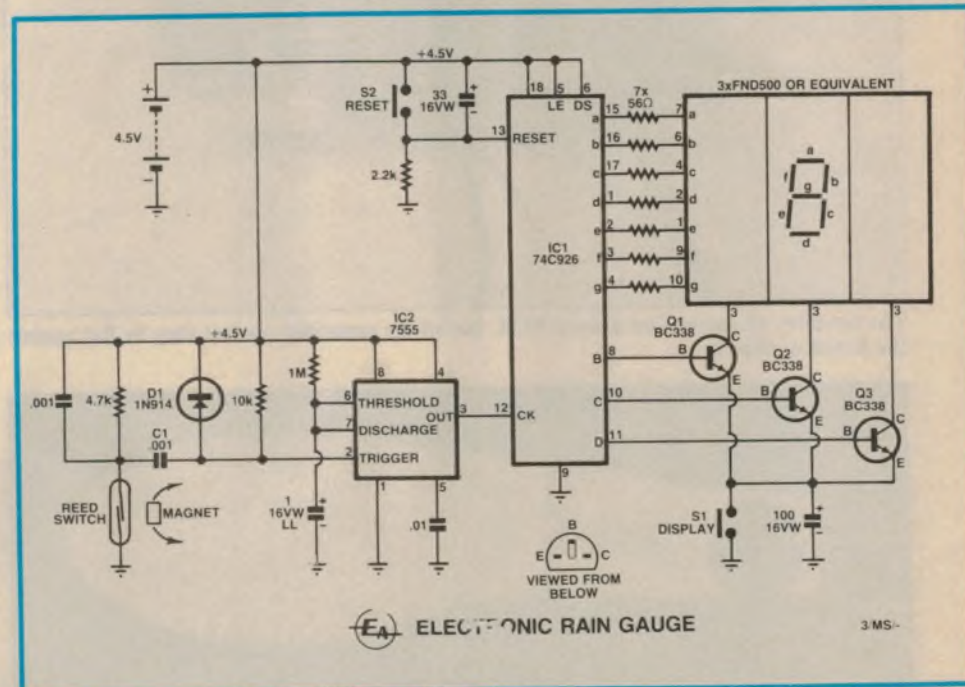 +4.5V
+
4.5V
-
S2
RESET
33
16VW
+
-
2.2k
18
5
6
LE
DS
13
RESET
IC1
74C926
12
CK
9
15
16
17
1
2
3
4
a
b
c
d
e
f
g
8
B
10
C
11
D
7x
56Ω
3xFND500 OR EQUIVALENT
7
6
4
2
1
9
10
a
b
c
d
e
f
g
a
f
b
g
e
c
d
3
3
3
Q1
BC338
B
C
E
Q2
BC338
B
C
E
Q3
BC338
B
C
E
S1
DISPLAY
100
16VW
+
-
+4.5V
.001
4.7k
D1
1N914
10k
C1
.001
REED
SWITCH
MAGNET
1M
1
16VW
LL
+
-
IC2
7555
8
4
6
THRESHOLD
7
DISCHARGE
OUT
3
2
TRIGGER
1
5
.01
B
E
C
VIEWED FROM
BELOW
EA
ELECTRONIC RAIN GAUGE
3/MS/-